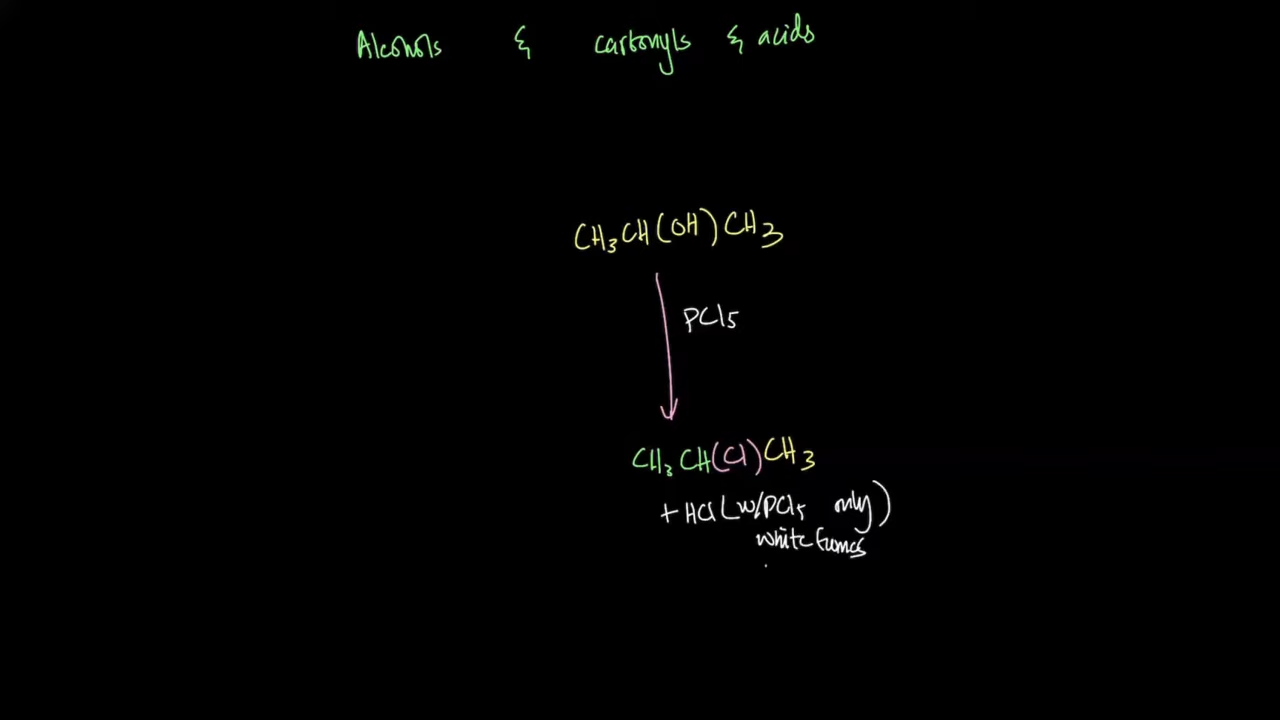 Alcohols & carbonyls & acids
CH₃CH(OH)CH₃
PCl₅
CH₃CH(Cl)CH₃
+ HCl (w/PCl₅ only)
white fumes